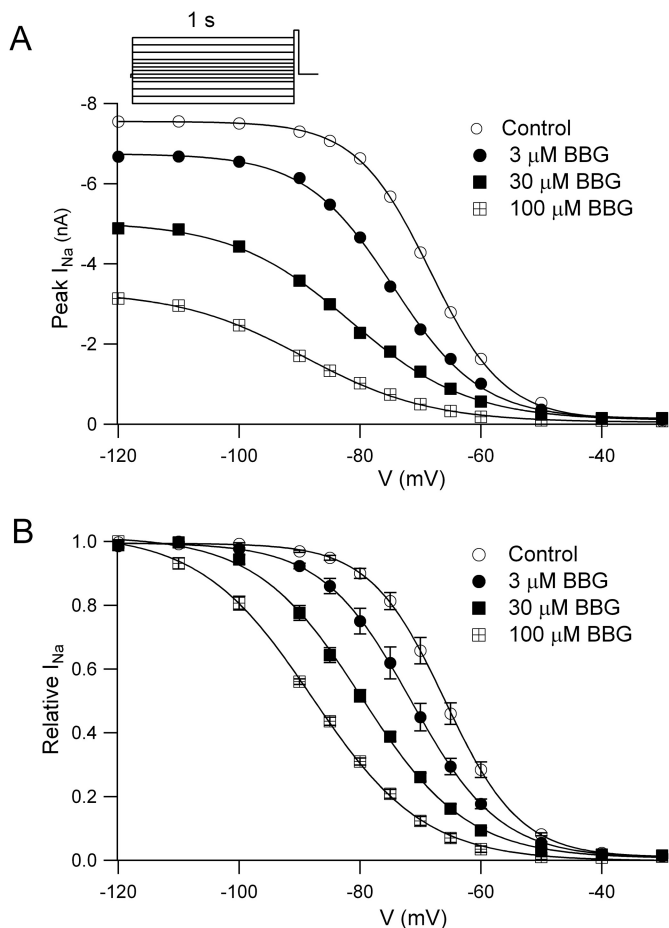 A
1 s
Peak I_Na (nA)
-8
-6
-4
-2
0
Control
3 μM BBG
30 μM BBG
100 μM BBG
-120 -100 -80 -60 -40
V (mV)
B
Relative I_Na
1.0
0.8
0.6
0.4
0.2
0.0
Control
3 μM BBG
30 μM BBG
100 μM BBG
-120 -100 -80 -60 -40
V (mV)